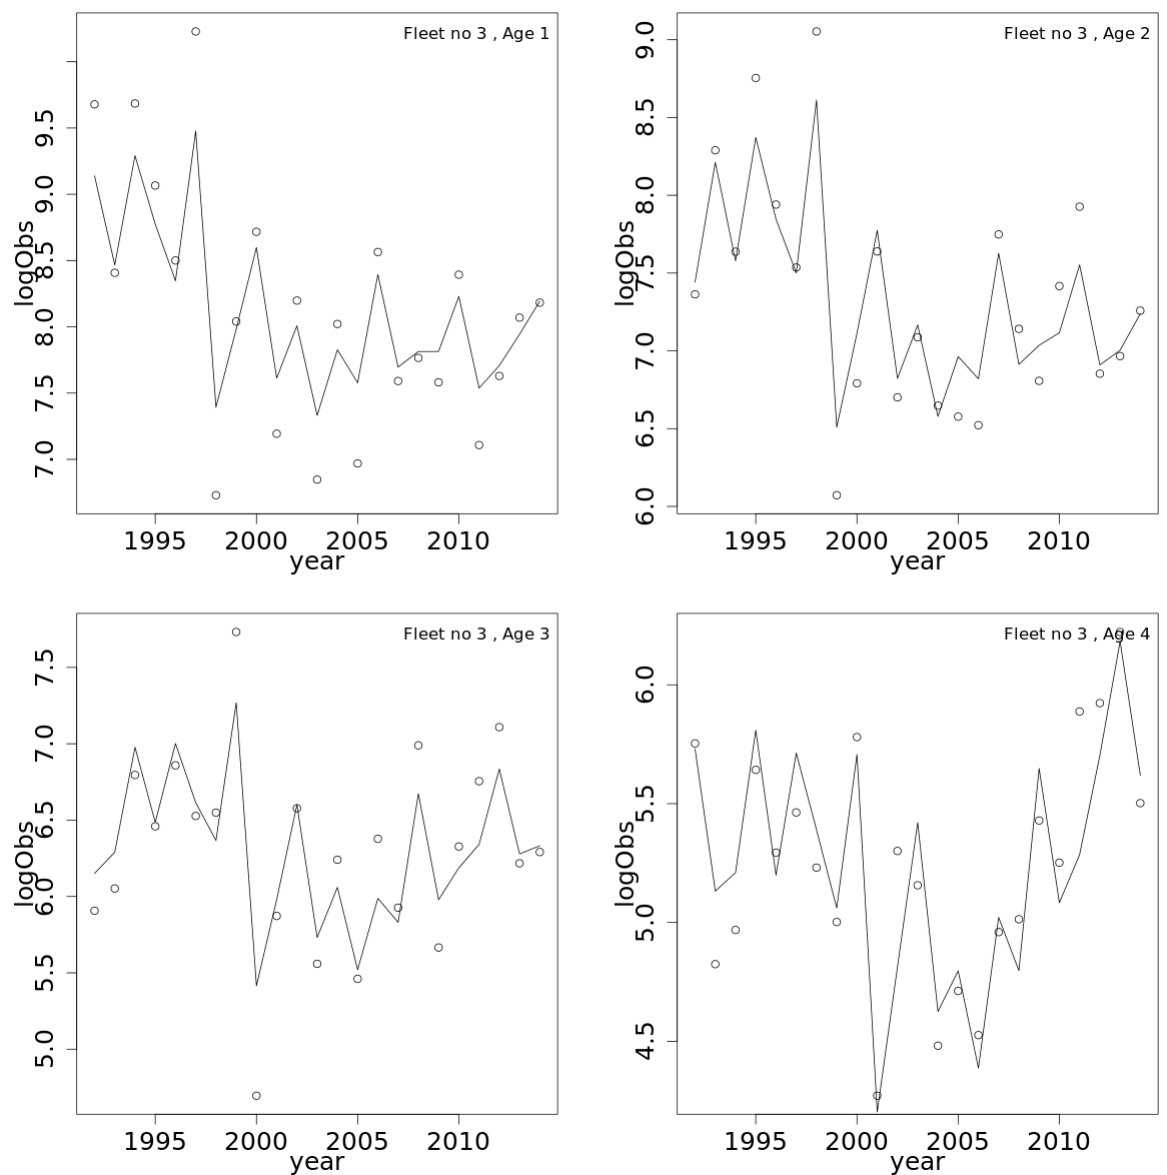 Fleet no 3 , Age 1
logObs
9.5
9.0
8.5
8.0
7.5
7.0
1995 2000 2005 2010
year
Fleet no 3 , Age 2
logObs
9.0
8.5
8.0
7.5
7.0
6.5
6.0
1995 2000 2005 2010
year
Fleet no 3 , Age 3
logObs
7.5
7.0
6.5
6.0
5.5
5.0
1995 2000 2005 2010
year
Fleet no 3 , Age 4
logObs
6.0
5.5
5.0
4.5
1995 2000 2005 2010
year